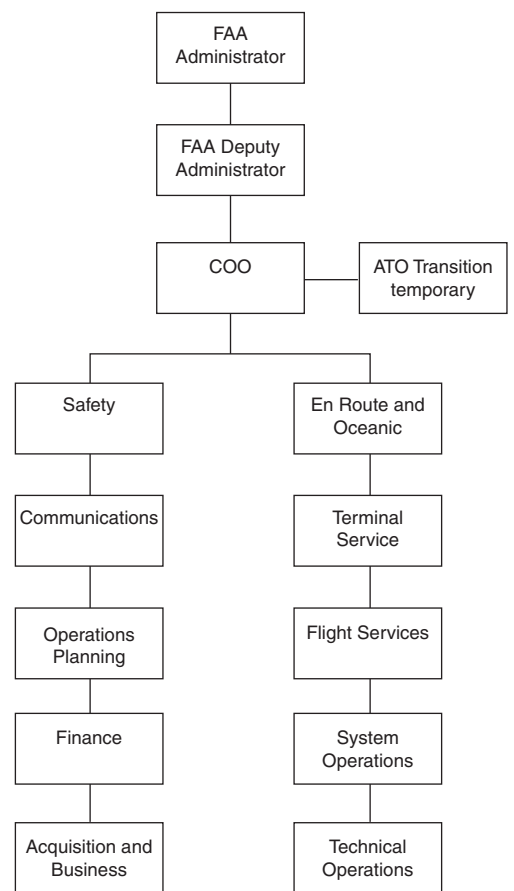 FAA
Administrator
FAA Deputy
Administrator
COO
ATO Transition
temporary
Safety
En Route and
Oceanic
Communications
Terminal
Service
Operations
Planning
Flight Services
Finance
System
Operations
Acquisition and
Business
Technical
Operations